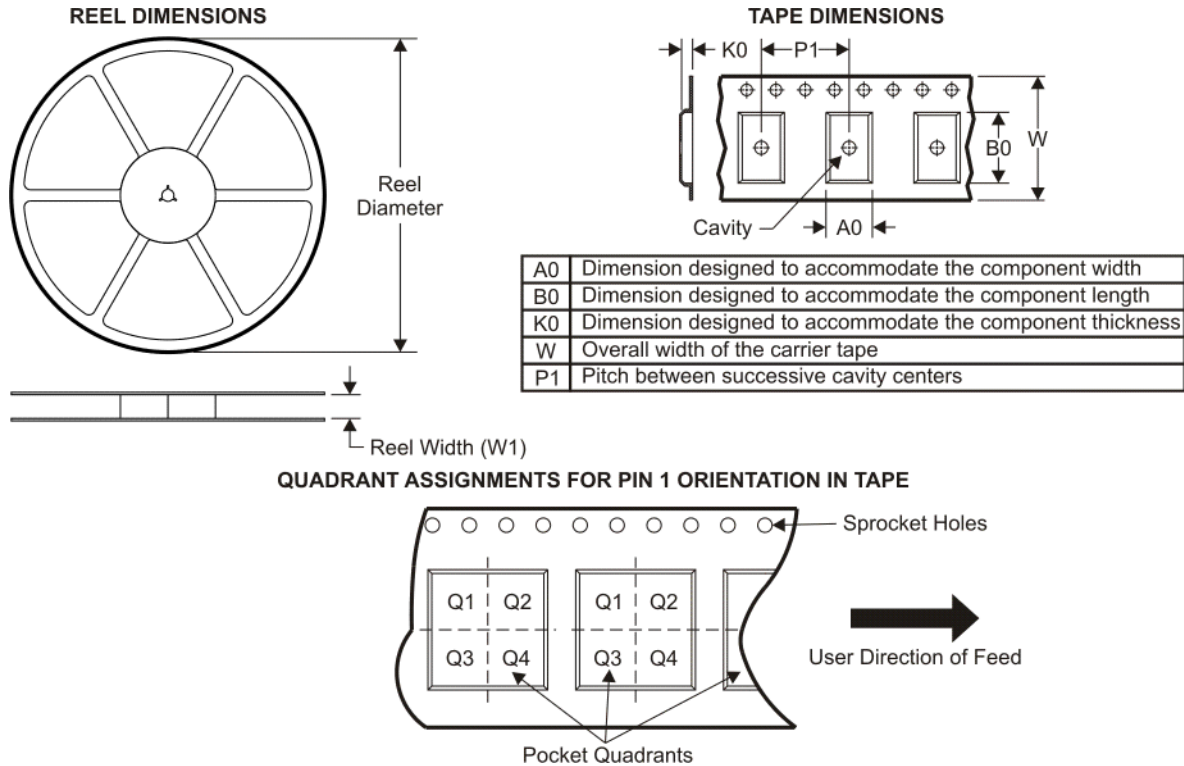 REEL DIMENSIONS
Reel
Diameter
Reel Width (W1)
TAPE DIMENSIONS
K0
P1
B0
W
Cavity
A0
A0 Dimension designed to accommodate the component width
B0 Dimension designed to accommodate the component length
K0 Dimension designed to accommodate the component thickness
W Overall width of the carrier tape
P1 Pitch between successive cavity centers
QUADRANT ASSIGNMENTS FOR PIN 1 ORIENTATION IN TAPE
Sprocket Holes
Q1 Q2 Q1 Q2
Q3 Q4 Q3 Q4
User Direction of Feed
Pocket Quadrants